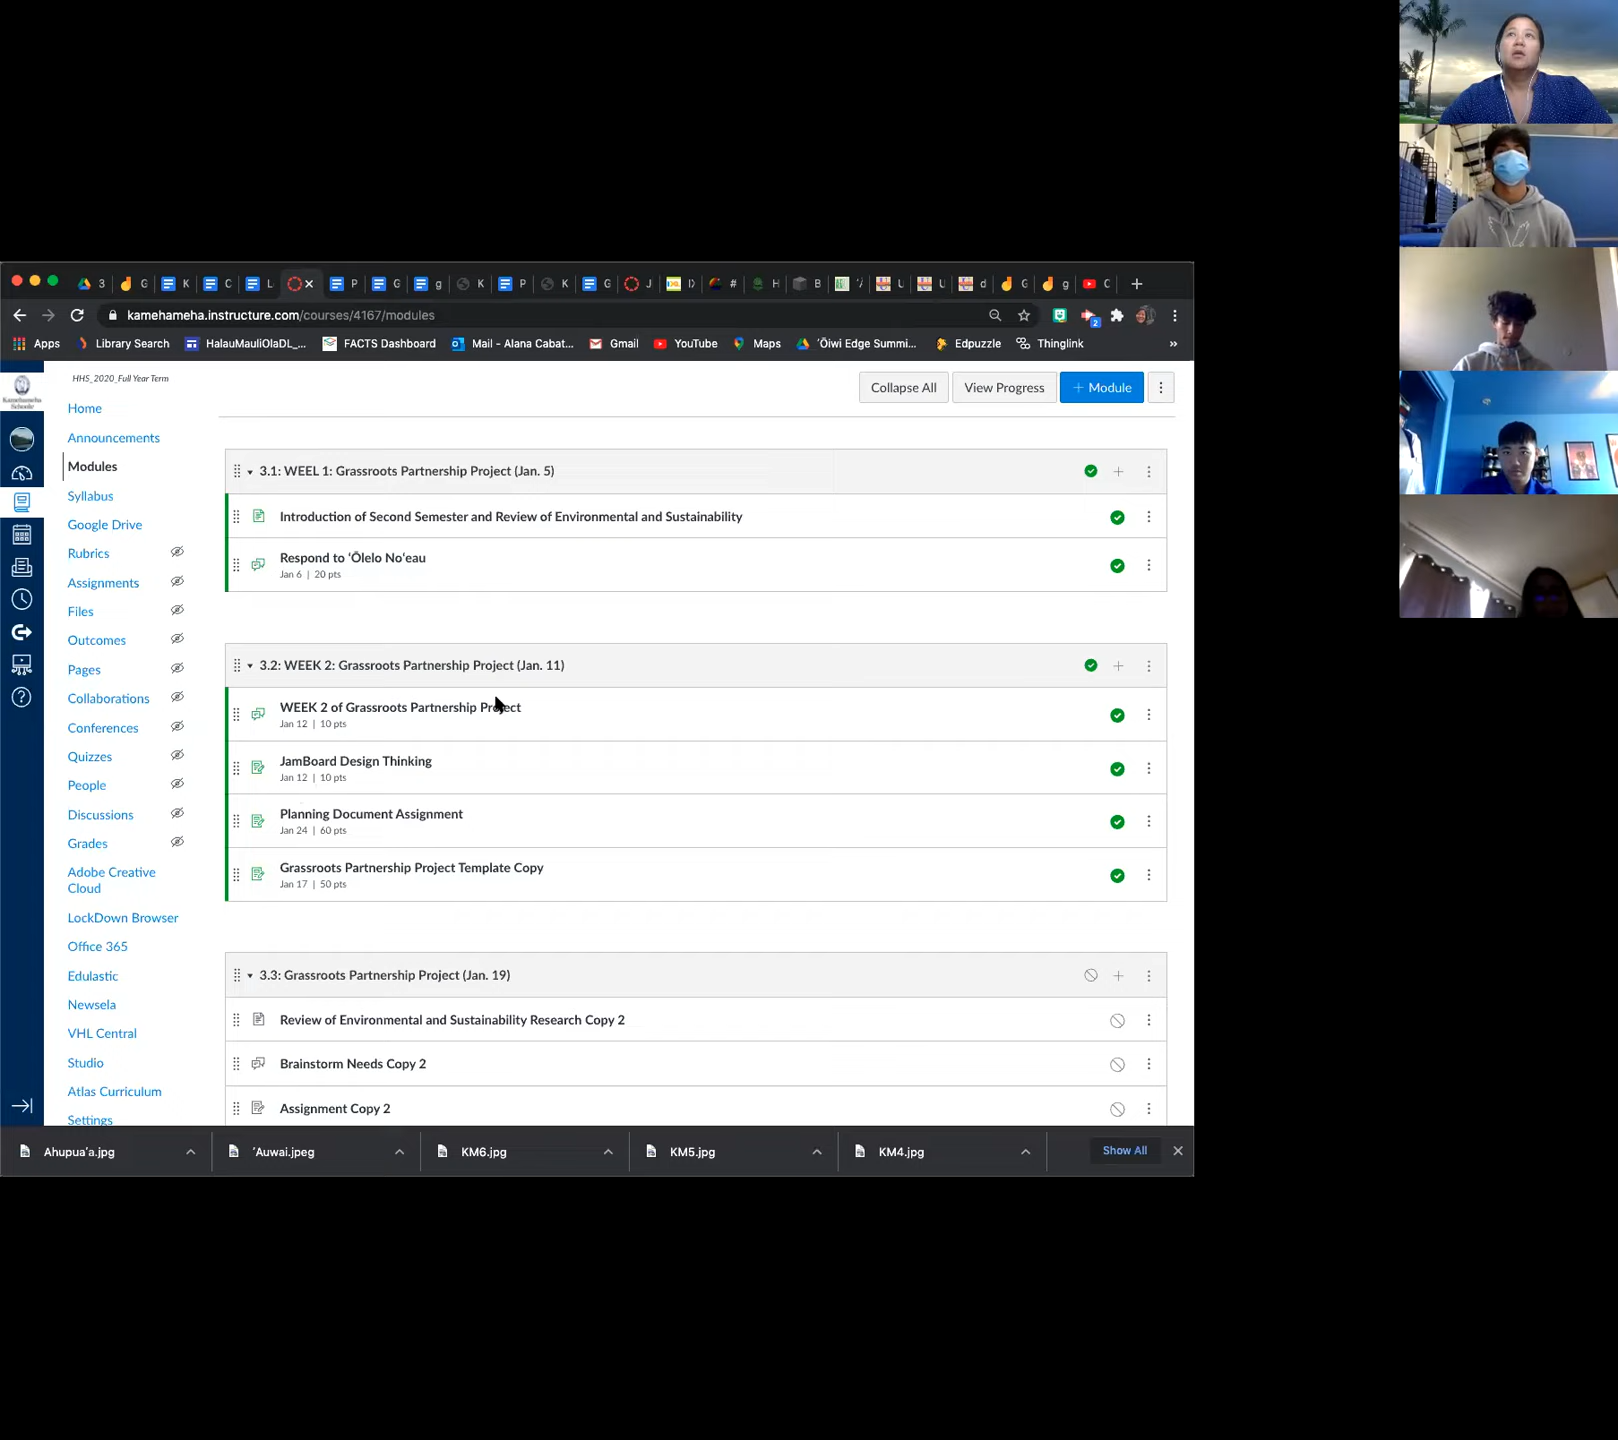 3
G
K
C
L
P
G
g
K
P
K
G
J
#
H
B
U
U
d
G
g
C
kamehameha.instructure.com/courses/4167/modules
2
Apps
Library Search
HalauMauliOlaDL_...
FACTS Dashboard
Mail - Alana Cabat...
Gmail
YouTube
Maps
ʻŌiwi Edge Summi...
Edpuzzle
Thinglink
»
HHS_2020_Full Year Term
Collapse All
View Progress
+ Module
Home
Announcements
Modules
Syllabus
Google Drive
Rubrics
Assignments
Files
Outcomes
Pages
Collaborations
Conferences
Quizzes
People
Discussions
Grades
Adobe Creative
Cloud
LockDown Browser
Office 365
Edulastic
Newsela
VHL Central
Studio
Atlas Curriculum
Settings
3.1: WEEL 1: Grassroots Partnership Project (Jan. 5)
Introduction of Second Semester and Review of Environmental and Sustainability
Respond to ʻŌlelo Noʻeau
Jan 6 | 20 pts
3.2: WEEK 2: Grassroots Partnership Project (Jan. 11)
WEEK 2 of Grassroots Partnership Project
Jan 12 | 10 pts
JamBoard Design Thinking
Jan 12 | 10 pts
Planning Document Assignment
Jan 24 | 60 pts
Grassroots Partnership Project Template Copy
Jan 17 | 50 pts
3.3: Grassroots Partnership Project (Jan. 19)
Review of Environmental and Sustainability Research Copy 2
Brainstorm Needs Copy 2
Assignment Copy 2
Ahupuaʻa.jpg
ʻAuwai.jpeg
KM6.jpg
KM5.jpg
KM4.jpg
Show All